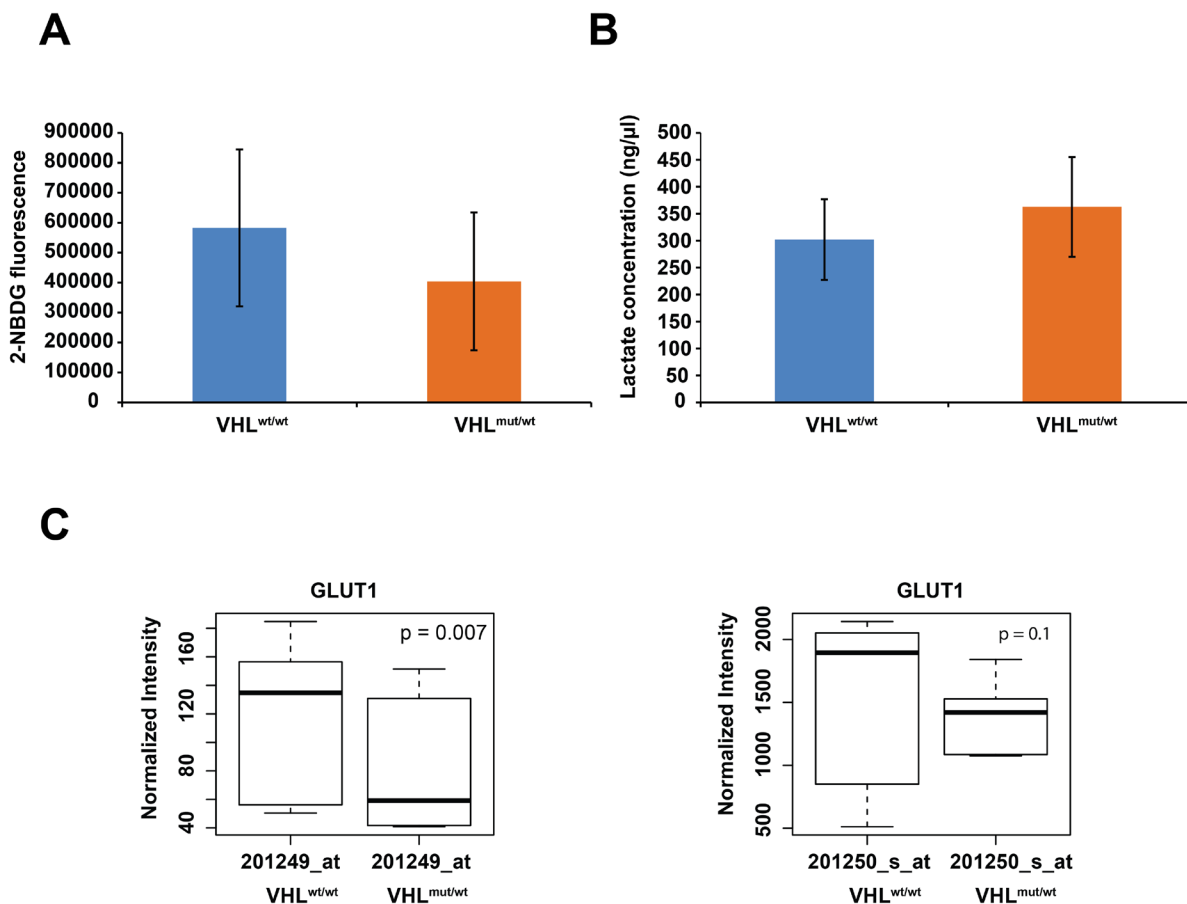 A
2-NBDG fluorescence
900000
800000
700000
600000
500000
400000
300000
200000
100000
0
VHLwt/wt
VHLmut/wt
B
Lactate concentration (ng/µl)
500
450
400
350
300
250
200
150
100
50
0
VHLwt/wt
VHLmut/wt
C
GLUT1
Normalized Intensity
160
120
80
40
p = 0.007
201249_at
201249_at
VHLwt/wt
VHLmut/wt
GLUT1
Normalized Intensity
2000
1500
1000
500
p = 0.1
201250_s_at
201250_s_at
VHLwt/wt
VHLmut/wt